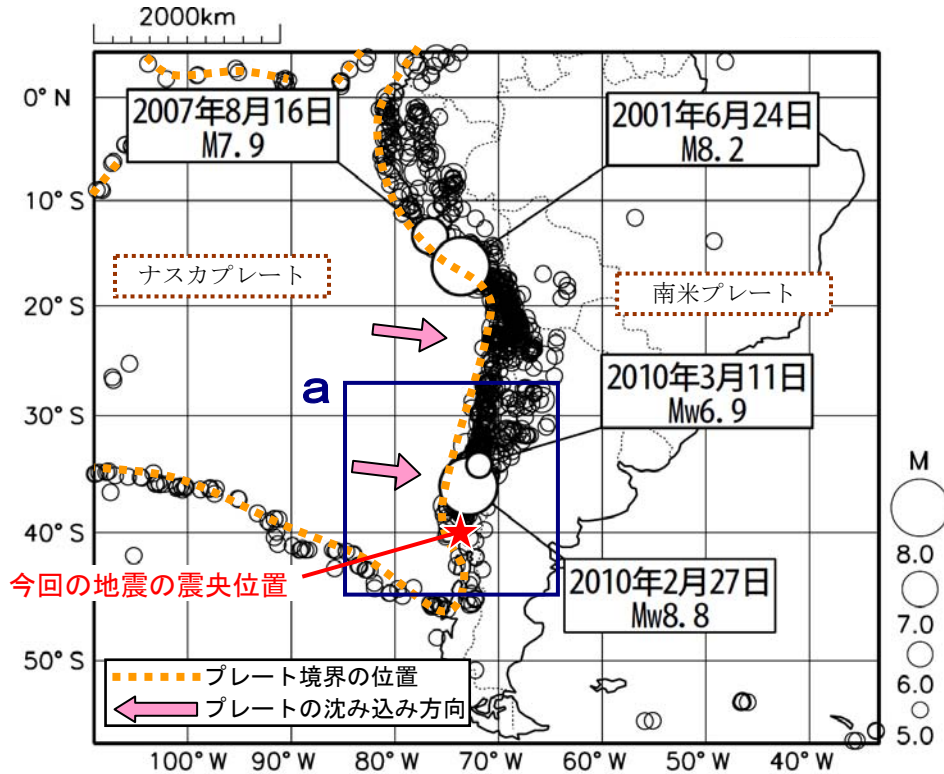 2000km
0°N
10°S
20°S
30°S
40°S
50°S
2007年8月16日
M7.9
2001年6月24日
M8.2
ナスカプレート
南米プレート
a
2010年3月11日
Mw6.9
今回の地震の震央位置
2010年2月27日
Mw8.8
プレート境界の位置
プレートの沈み込み方向
100°W
90°W
80°W
70°W
60°W
50°W
40°W
M
8.0
7.0
6.0
5.0